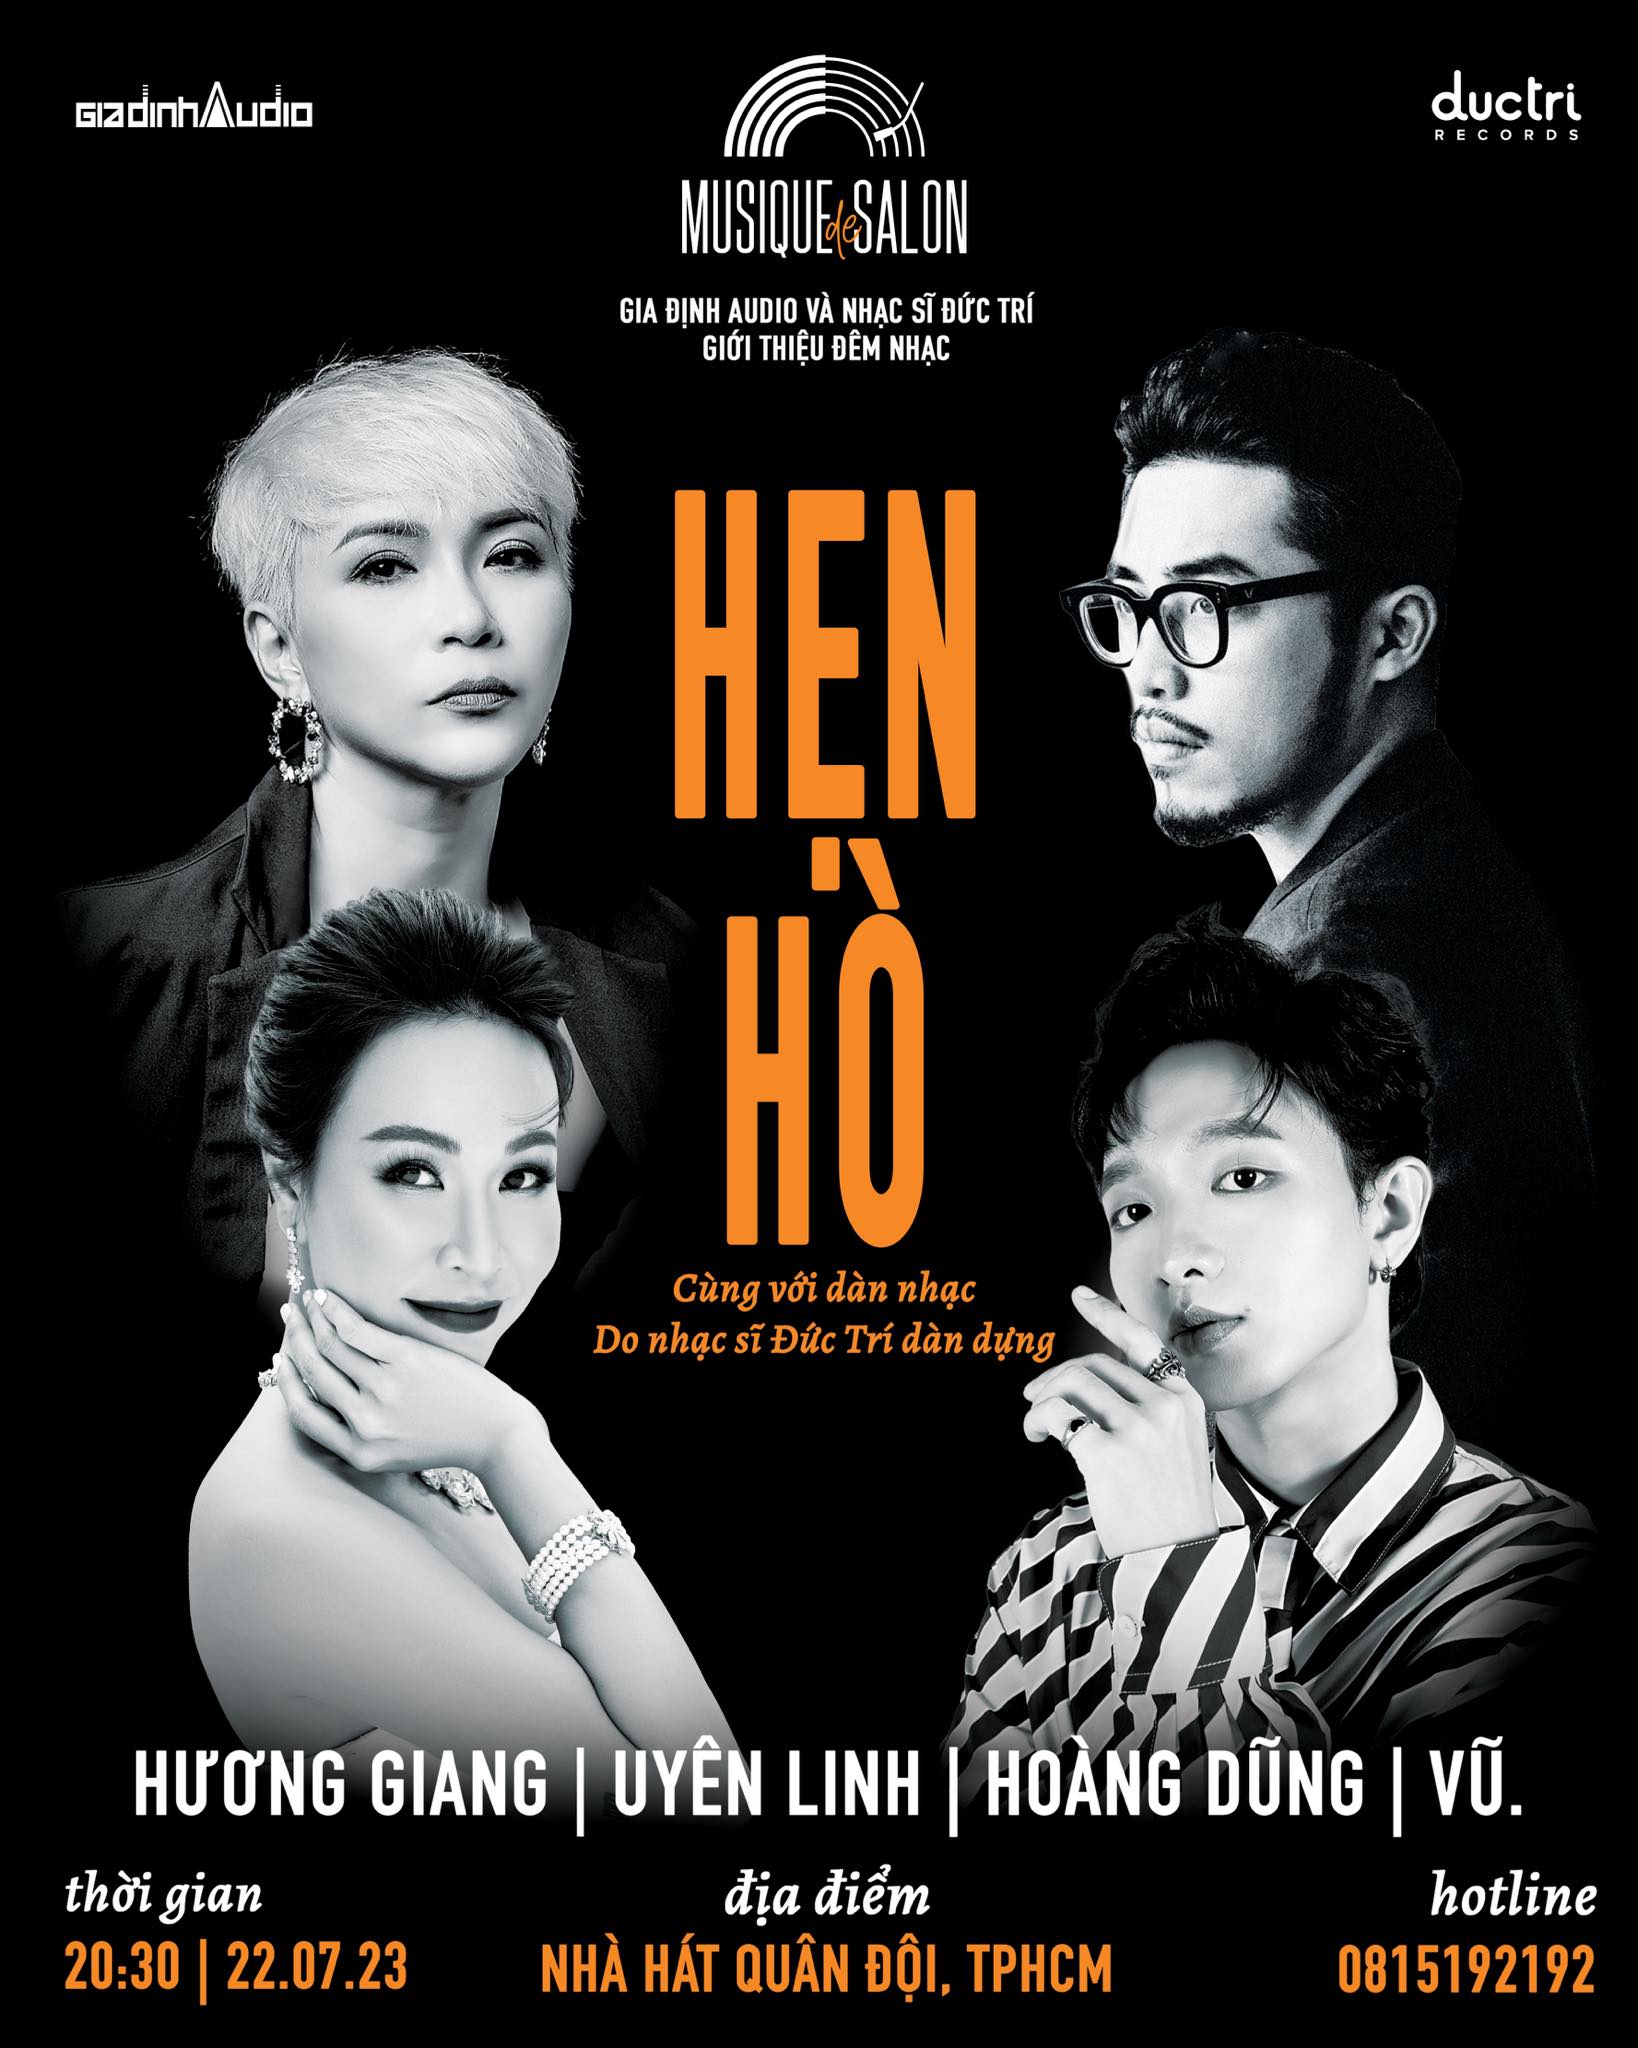 GIADINHAUDIO
ductri
RECORDS
MUSIQUE de SALON
GIA ĐỊNH AUDIO VÀ NHẠC SĨ ĐỨC TRÍ
GIỚI THIỆU ĐÊM NHẠC
HẸN
HÒ
Cùng với dàn nhạc
Do nhạc sĩ Đức Trí dàn dựng
HƯƠNG GIANG | UYÊN LINH | HOÀNG DŨNG | VŨ.
thời gian
20:30 | 22.07.23
địa điểm
NHÀ HÁT QUÂN ĐỘI, TPHCM
hotline
0815192192